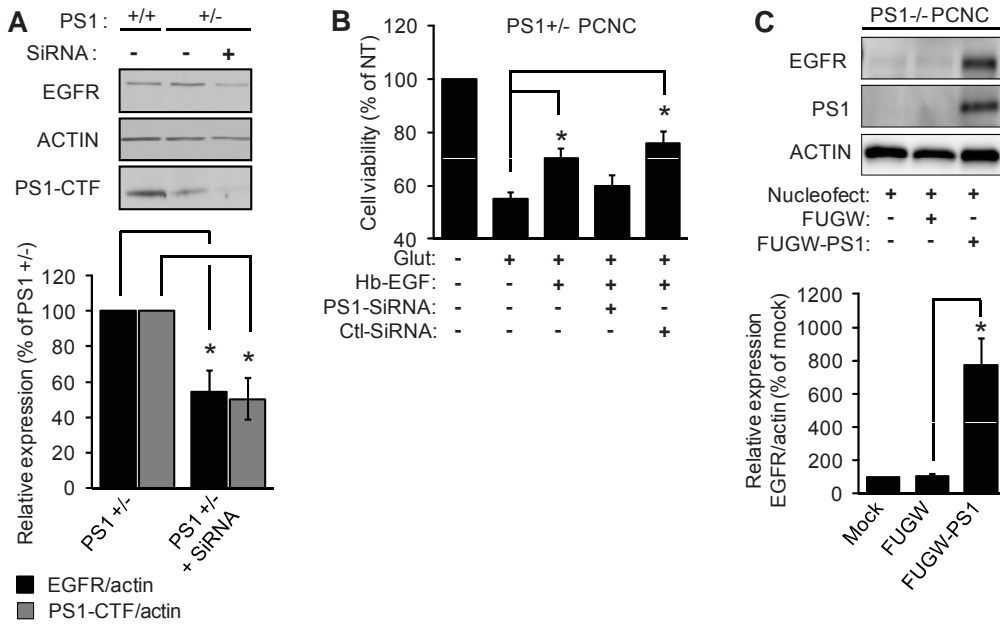 A
PS1: +/+ +/-
SiRNA: - - +
EGFR
ACTIN
PS1-CTF
Relative expression (% of PS1 +/-)
120
100
80
60
40
20
0
* *
PS1 +/-
PS1 +/-
+ SiRNA
EGFR/actin
PS1-CTF/actin
B
PS1+/- PCNC
Cell viability (% of NT)
100
80
60
40
* *
Glut: - + + + +
Hb-EGF: - - + + +
PS1-SiRNA: - - - + -
Ctl-SiRNA: - - - - +
C
PS1-/- PCNC
EGFR
PS1
ACTIN
Nucleofect: + + +
FUGW: - + -
FUGW-PS1: - - +
Relative expression
EGFR/actin (% of mock)
1200
1000
800
600
400
200
0
*
Mock
FUGW
FUGW-PS1